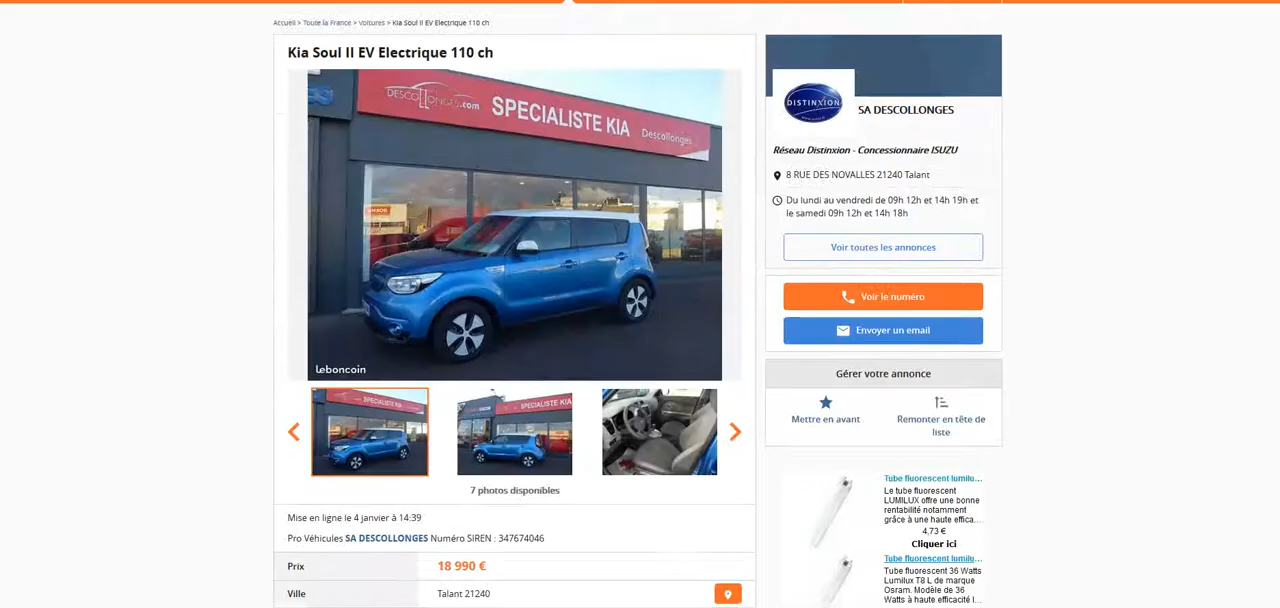 Accueil > Toute la France > Voitures > Kia Soul II EV Electrique 110 ch
Kia Soul II EV Electrique 110 ch
DESCOLLONGES.com
SPECIALISTE KIA
Descollonges
leboncoin
SPECIALISTE KIA
SPECIALISTE KIA
7 photos disponibles
Mise en ligne le 4 janvier à 14:39
Pro Véhicules SA DESCOLLONGES Numéro SIREN : 347674046
Prix
18 990 €
Ville
Talant 21240
DISTINXION
SA DESCOLLONGES
Réseau Distinxion - Concessionnaire ISUZU
8 RUE DES NOVALLES 21240 Talant
Du lundi au vendredi de 09h 12h et 14h 19h et
le samedi 09h 12h et 14h 18h
Voir toutes les annonces
Voir le numéro
Envoyer un email
Gérer votre annonce
Mettre en avant
Remonter en tête de
liste
Tube fluorescent lumilu...
Le tube fluorescent
LUMILUX offre une bonne
rentabilité notamment
grâce à une haute effica....
4,73 €
Cliquer ici
Tube fluorescent lumilu...
Tube fluorescent 36 Watts
Lumilux T8 L de marque
Osram. Modèle de 36
Watts à haute efficacité l...